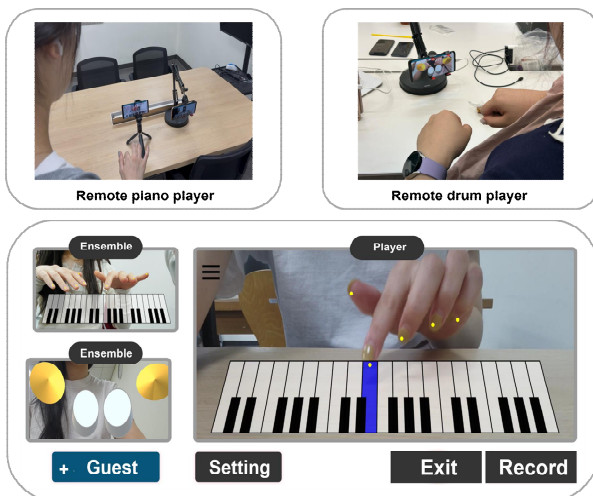 Remote piano player
Remote drum player
Ensemble
Player
Ensemble
+ Guest
Setting
Exit
Record